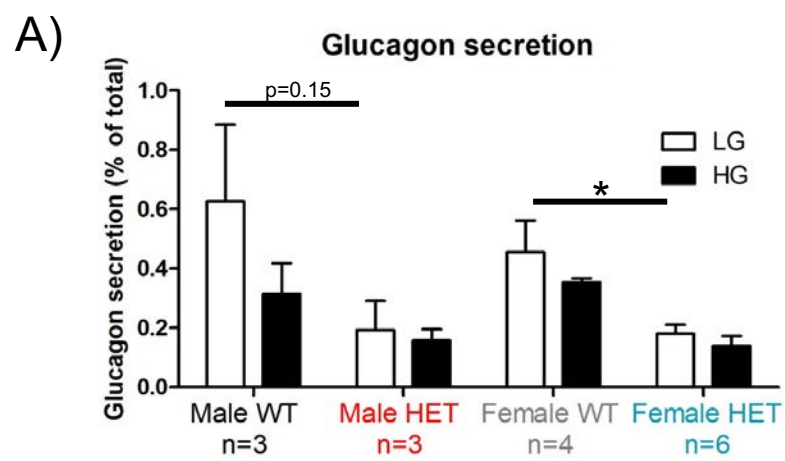 A)
Glucagon secretion
Glucagon secretion (% of total)
1.0
0.8
0.6
0.4
0.2
0.0
p=0.15
*
LG
HG
Male WT
n=3
Male HET
n=3
Female WT
n=4
Female HET
n=6